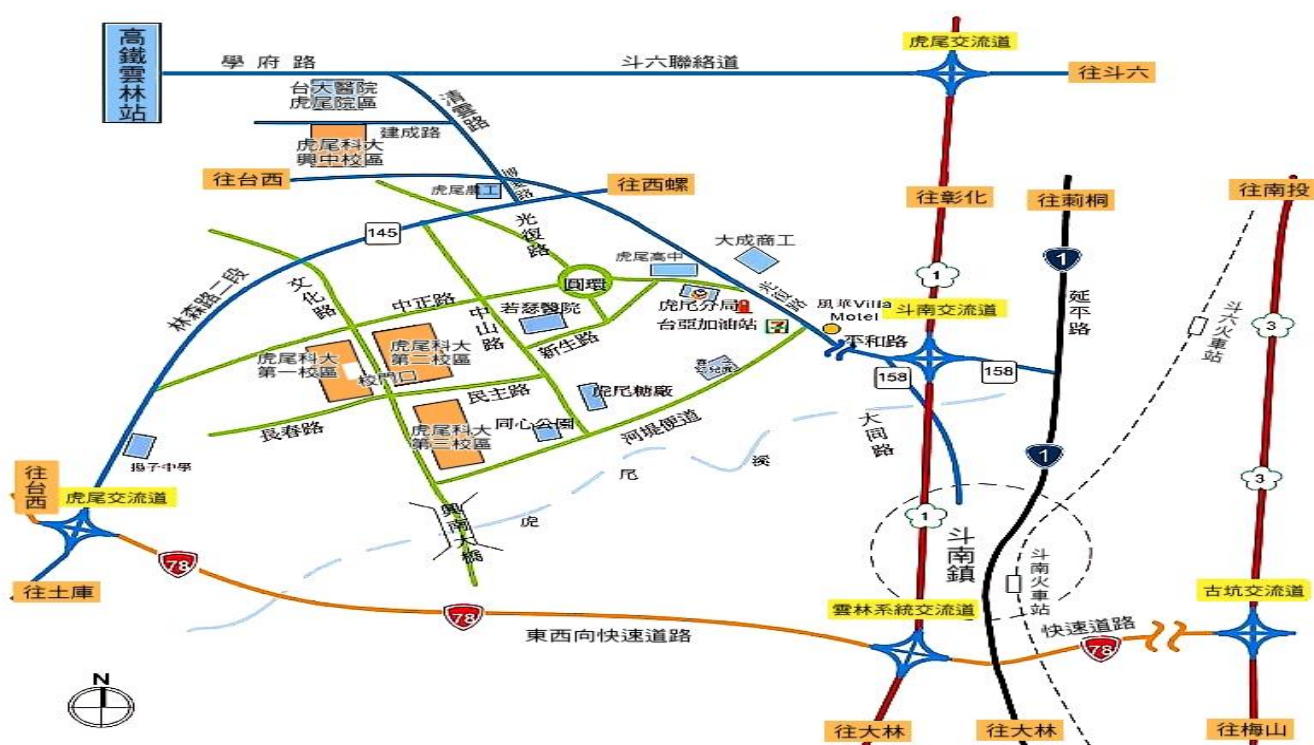 高鐵雲林站
學府路
斗六聯絡道
虎尾交流道
往斗六
台大醫院
虎尾院區
清雲路
建成路
虎尾科大
興中校區
往台西
虎尾農工
往西螺
往彰化
往莿桐
往南投
145
光復路
大成商工
虎尾高中
圓環
1
1
林森路二段
文化路
中正路
中山路
若瑟醫院
虎尾分局
台亞加油站
7
光復路
風華Villa
Motel
斗南交流道
延平路
斗六火車站
3
新生路
平和路
虎尾科大
第一校區
虎尾科大
第二校區
校門口
158
158
民主路
虎尾糖廠
長春路
虎尾科大
第三校區
同心公園
河堤便道
大同路
揚子中學
虎
尾
溪
1
3
往台西
虎尾交流道
1
興南大橋
斗南鎮
斗南火車站
78
往土庫
78
東西向快速道路
雲林系統交流道
快速道路
78
古坑交流道
N
往大林
往大林
往梅山